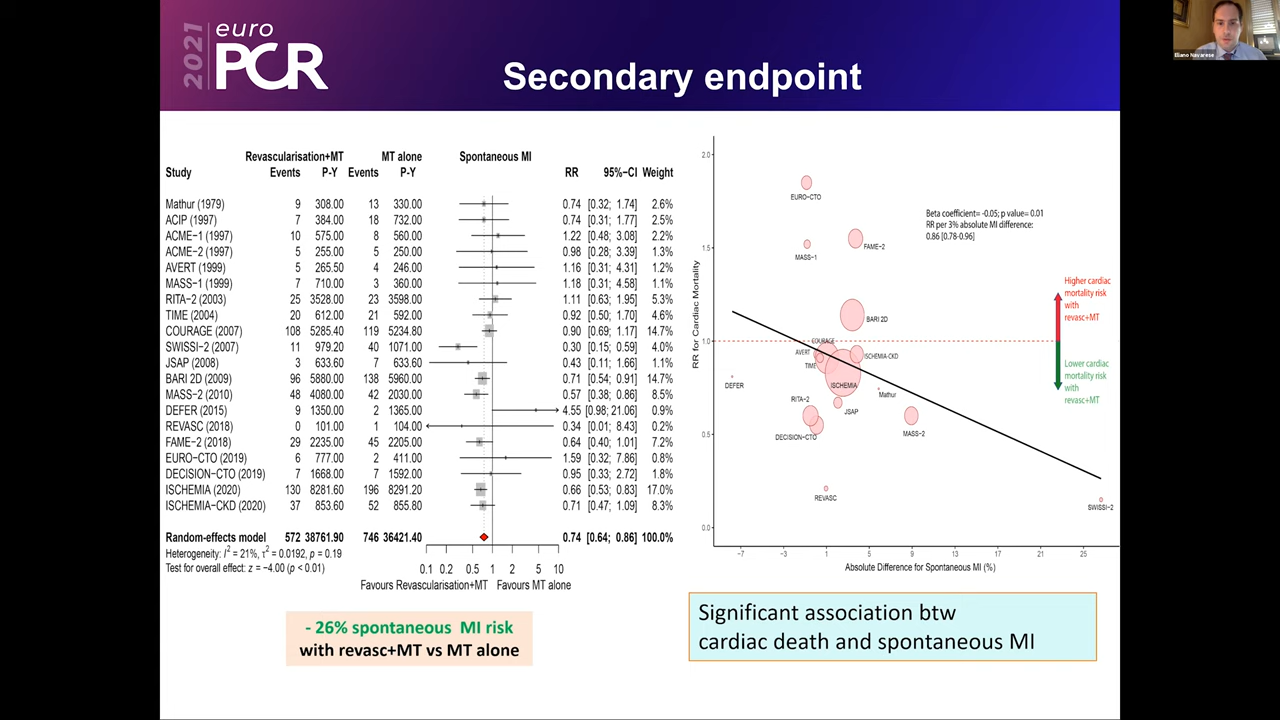 2021
euro
PCR
Secondary endpoint
Eliano Navarese
Revascularisation+MT MT alone Spontaneous MI
Study Events P-Y Events P-Y RR 95%-CI Weight
Mathur (1979) 9 308.00 13 330.00 0.74 [0.32; 1.74] 2.6%
ACIP (1997) 7 384.00 18 732.00 0.74 [0.31; 1.77] 2.5%
ACME-1 (1997) 10 575.00 8 560.00 1.22 [0.48; 3.08] 2.2%
ACME-2 (1997) 5 255.00 5 250.00 0.98 [0.28; 3.39] 1.3%
AVERT (1999) 5 265.50 4 246.00 1.16 [0.31; 4.31] 1.2%
MASS-1 (1999) 7 710.00 3 360.00 1.18 [0.31; 4.58] 1.1%
RITA-2 (2003) 25 3528.00 23 3598.00 1.11 [0.63; 1.95] 5.3%
TIME (2004) 20 612.00 21 592.00 0.92 [0.50; 1.70] 4.6%
COURAGE (2007) 108 5285.40 119 5234.80 0.90 [0.69; 1.17] 14.7%
SWISSI-2 (2007) 11 979.20 40 1071.00 0.30 [0.15; 0.59] 4.0%
JSAP (2008) 3 633.60 7 633.60 0.43 [0.11; 1.66] 1.1%
BARI 2D (2009) 96 5880.00 138 5960.00 0.71 [0.54; 0.91] 14.7%
MASS-2 (2010) 48 4080.00 42 2030.00 0.57 [0.38; 0.86] 8.5%
DEFER (2015) 9 1350.00 2 1365.00 4.55 [0.98; 21.06] 0.9%
REVASC (2018) 0 101.00 1 104.00 0.34 [0.01; 8.43] 0.2%
FAME-2 (2018) 29 2235.00 45 2205.00 0.64 [0.40; 1.01] 7.2%
EURO-CTO (2019) 6 777.00 2 411.00 1.59 [0.32; 7.86] 0.8%
DECISION-CTO (2019) 7 1668.00 7 1592.00 0.95 [0.33; 2.72] 1.8%
ISCHEMIA (2020) 130 8281.60 196 8291.20 0.66 [0.53; 0.83] 17.0%
ISCHEMIA-CKD (2020) 37 853.60 52 855.80 0.71 [0.47; 1.09] 8.3%
Random-effects model 572 38761.90 746 36421.40 0.74 [0.64; 0.86] 100.0%
Heterogeneity: I² = 21%, τ² = 0.0192, p = 0.19
Test for overall effect: z = −4.00 (p < 0.01)
0.1 0.2 0.5 1 2 5 10
Favours Revascularisation+MT Favours MT alone
- 26% spontaneous MI risk
with revasc+MT vs MT alone
RR for Cardiac Mortality
2.0
1.5
1.0
0.5
0.0
EURO-CTO
MASS-1
FAME-2
Beta coefficient= -0.05; p value= 0.01
RR per 3% absolute MI difference:
0.86 [0.78-0.96]
BARI 2D
COURAGE
AVERT
TIME
ISCHEMIA-CKD
DEFER
ISCHEMIA
Mathur
RITA-2
JSAP
DECISION-CTO
MASS-2
REVASC
SWISSI-2
Higher cardiac
mortality risk
with
revasc+MT
Lower cardiac
mortality risk
with
revasc+MT
-7 -3 1 5 9 13 17 21 25
Absolute Difference for Spontaneous MI (%)
Significant association btw
cardiac death and spontaneous MI